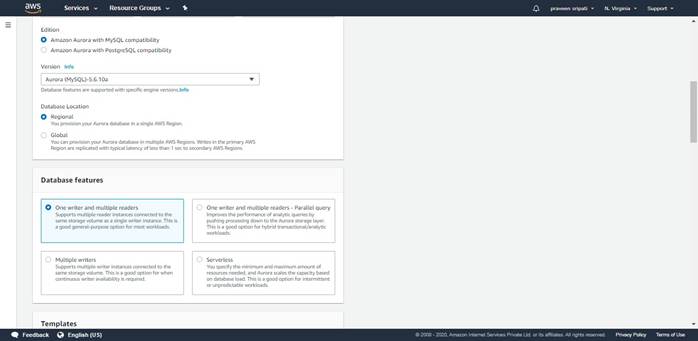 aws
Services
Resource Groups
praveen sripati
N. Virginia
Support
Edition
Amazon Aurora with MySQL compatibility
Amazon Aurora with PostgreSQL compatibility
Version Info
Aurora (MySQL)-5.6.10a
Database features are supported with specific engine versions.Info
Database Location
Regional
You provision your Aurora database in a single AWS Region.
Global
You can provision your Aurora database in multiple AWS Regions. Writes in the primary AWS
Region are replicated with typical latency of less than 1 sec to secondary AWS Regions.
Database features
One writer and multiple readers
Supports multiple reader instances connected to the
same storage volume as a single writer instance. This is
a good general-purpose option for most workloads.
One writer and multiple readers - Parallel query
Improves the performance of analytic queries by
pushing processing down to the Aurora storage layer.
This is a good option for hybrid transactional/analytic
workloads.
Multiple writers
Supports multiple writer instances connected to the
same storage volume. This is a good option for when
continuous writer availability is required.
Serverless
You specify the minimum and maximum amount of
resources needed, and Aurora scales the capacity based
on database load. This is a good option for intermittent
or unpredictable workloads.
Templates
Feedback
English (US)
© 2008 - 2020, Amazon Internet Services Private Ltd. or its affiliates. All rights reserved.
Privacy Policy
Terms of Use